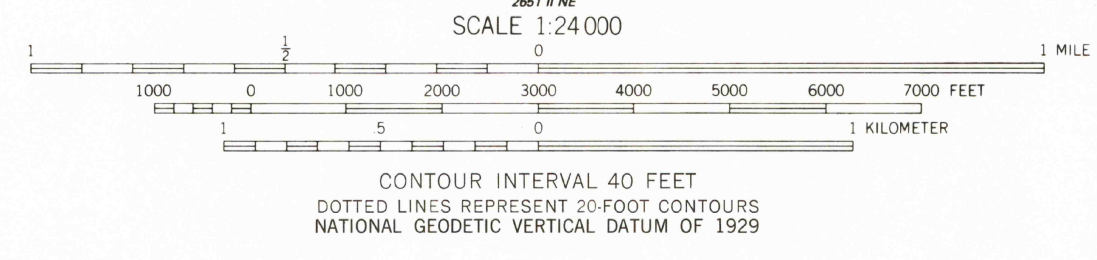 2651 II NE
SCALE 1:24 000
1 1/2 0 1 MILE
1000 0 1000 2000 3000 4000 5000 6000 7000 FEET
1 .5 0 1 KILOMETER
CONTOUR INTERVAL 40 FEET
DOTTED LINES REPRESENT 20-FOOT CONTOURS
NATIONAL GEODETIC VERTICAL DATUM OF 1929